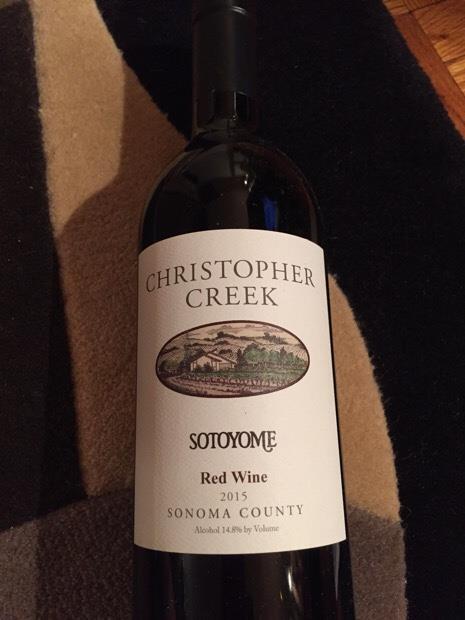 CHRISTOPHER
CREEK
SOTOYOME
Red Wine
2015
SONOMA COUNTY
Alcohol 14.8% by Volume